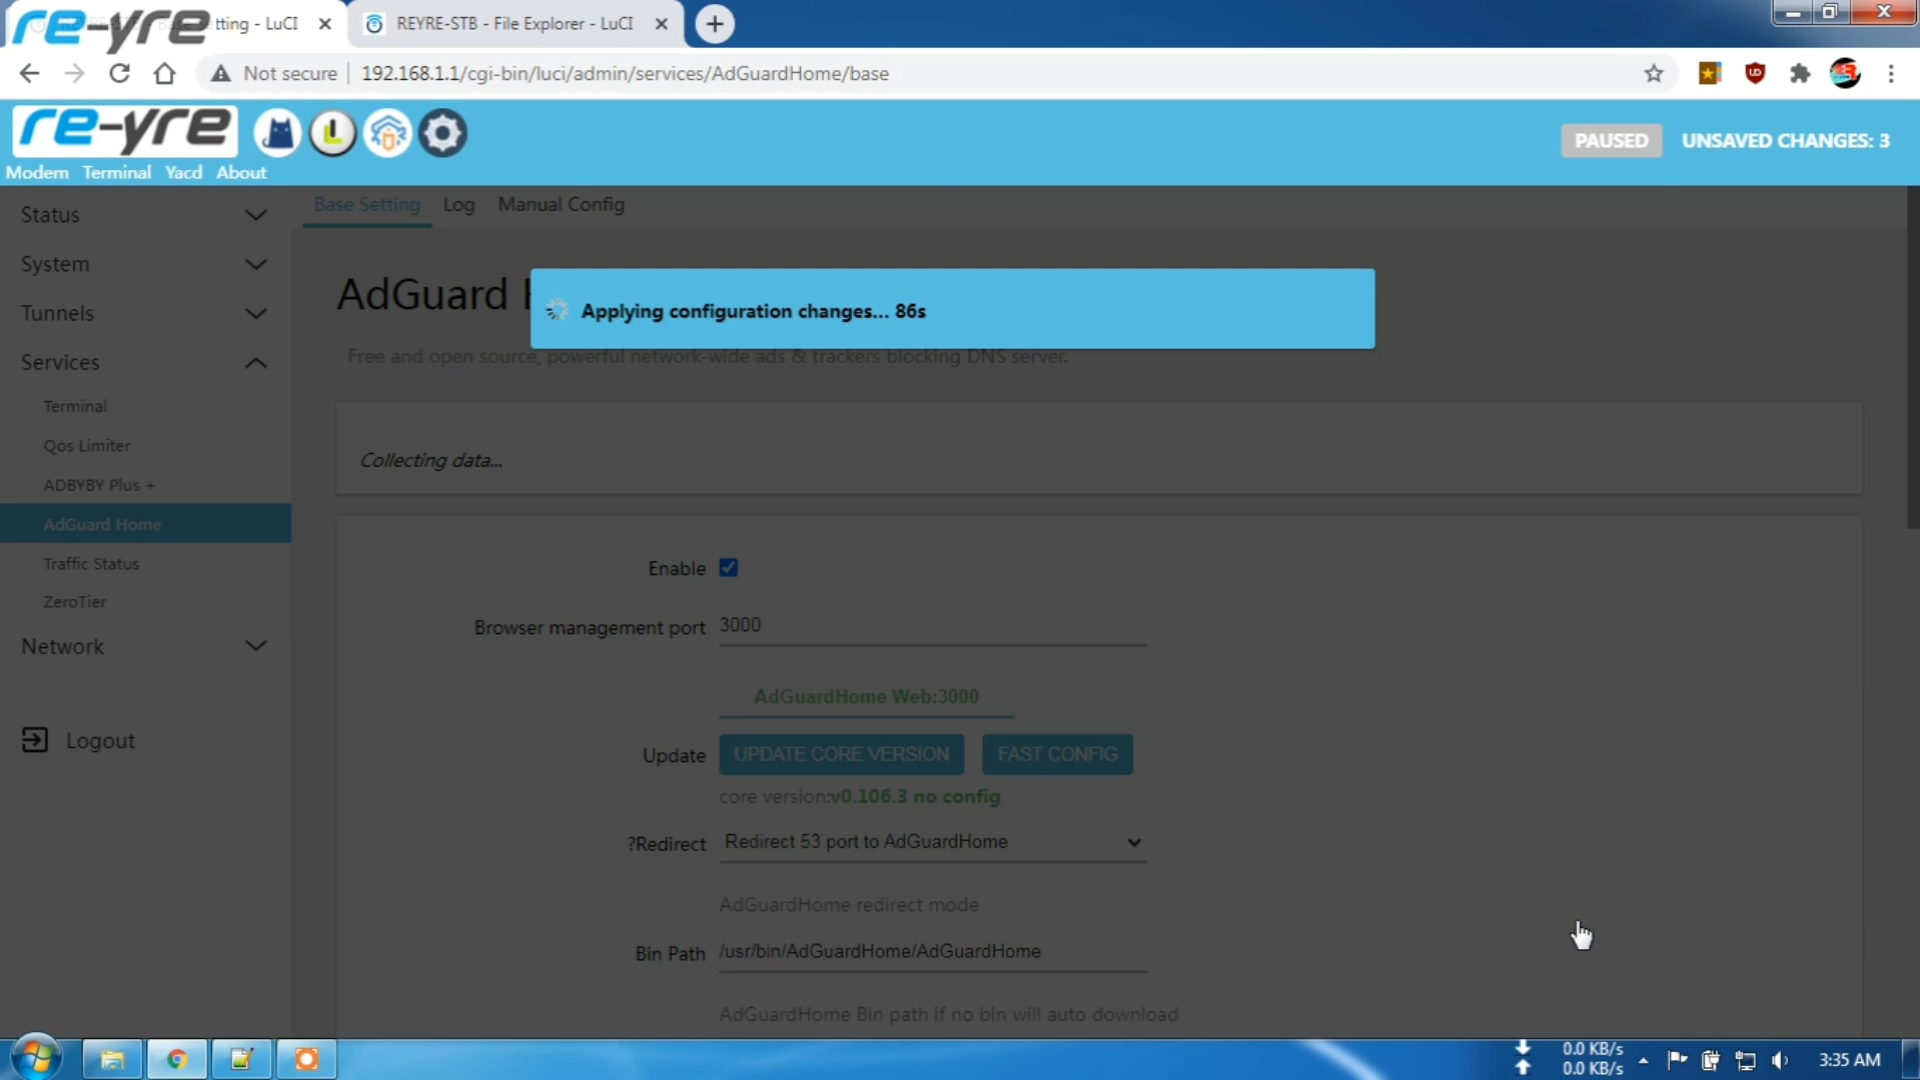 re-yre
tting - LuCI
REYRE-STB - File Explorer - LuCI
Not secure
192.168.1.1/cgi-bin/luci/admin/services/AdGuardHome/base
re-yre
PAUSED
UNSAVED CHANGES: 3
Modem Terminal Yacd About
Status
Base Setting Log Manual Config
System
AdGuard H
Applying configuration changes... 86s
Tunnels
Free and open source, powerful network-wide ads & trackers blocking DNS server.
Services
Terminal
Qos Limiter
Collecting data...
ADBYBY Plus +
AdGuard Home
Traffic Status
Enable
ZeroTier
Browser management port 3000
Network
AdGuardHome Web:3000
Logout
Update UPDATE CORE VERSION FAST CONFIG
core version:v0.106.3 no config
?Redirect Redirect 53 port to AdGuardHome
AdGuardHome redirect mode
Bin Path /usr/bin/AdGuardHome/AdGuardHome
AdGuardHome Bin path if no bin will auto download
0.0 KB/s
0.0 KB/s
3:35 AM